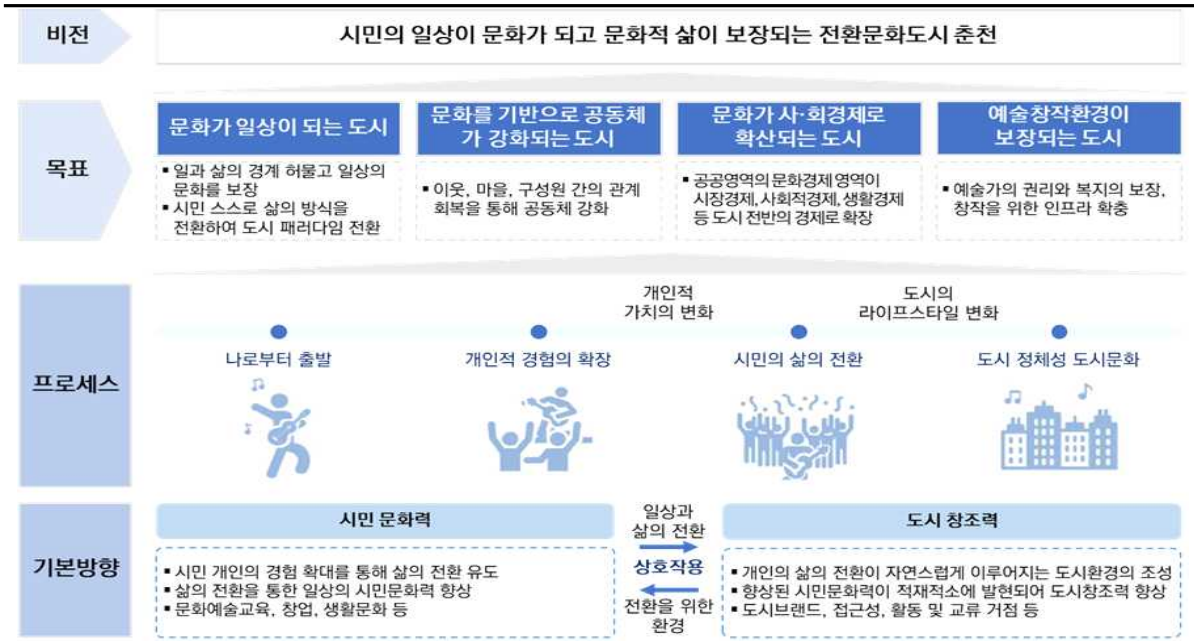 비전
시민의 일상이 문화가 되고 문화적 삶이 보장되는 전환문화도시 춘천
목표
문화가 일상이 되는 도시
▪ 일과 삶의 경계 허물고 일상의
문화를 보장
▪ 시민 스스로 삶의 방식을
전환하여 도시 패러다임 전환
문화를 기반으로 공동체
가 강화되는 도시
▪ 이웃, 마을, 구성원 간의 관계
회복을 통해 공동체 강화
문화가 사·회경제로
확산되는 도시
▪ 공공영역의 문화경제 영역이
시장경제, 사회적경제, 생활경제
등 도시 전반의 경제로 확장
예술창작환경이
보장되는 도시
▪ 예술가의 권리와 복지의 보장,
창작을 위한 인프라 확충
프로세스
개인적
가치의 변화
도시의
라이프스타일 변화
나로부터 출발
개인적 경험의 확장
시민의 삶의 전환
도시 정체성 도시문화
기본방향
시민 문화력
▪ 시민 개인의 경험 확대를 통해 삶의 전환 유도
▪ 삶의 전환을 통한 일상의 시민문화력 향상
▪ 문화예술교육, 창업, 생활문화 등
일상과
삶의 전환
상호작용
전환을 위한
환경
도시 창조력
▪ 개인의 삶의 전환이 자연스럽게 이루어지는 도시환경의 조성
▪ 향상된 시민문화력이 적재적소에 발현되어 도시창조력 향상
▪ 도시브랜드, 접근성, 활동 및 교류 거점 등